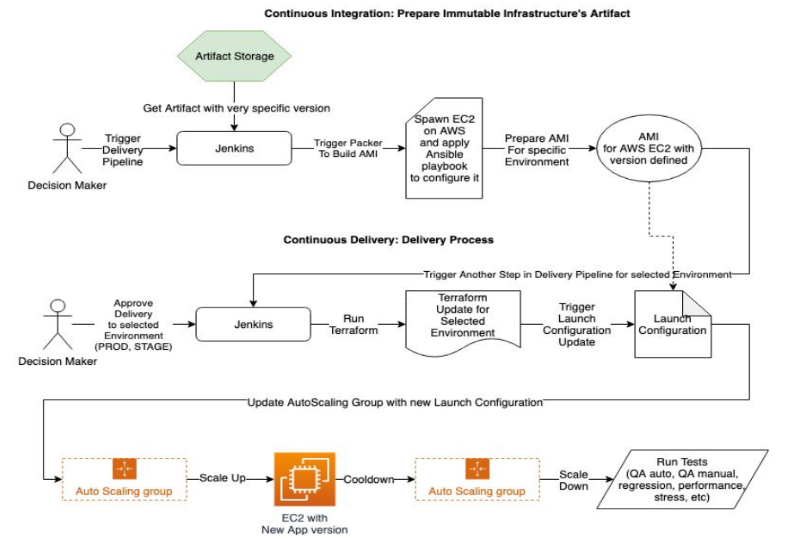 Continuous Integration: Prepare Immutable Infrastructure's Artifact
Artifact Storage
Get Artifact with very specific version
Decision Maker
Trigger
Delivery
Pipeline
Jenkins
Trigger Packer
To Build AMI
Spawn EC2
on AWS
and apply
Ansible
playbook
to configure it
Prepare AMI
For specific
Environment
AMI
for AWS EC2 with
version defined
Continuous Delivery: Delivery Process
Trigger Another Step in Delivery Pipeline for selected Environment
Decision Maker
Approve
Delivery
to selected
Environment
(PROD, STAGE)
Jenkins
Run
Terraform
Terraform
Update for
Selected
Environment
Trigger
Launch
Configuration
Update
Launch
Configuration
Update AutoScaling Group with new Launch Configuration
Auto Scaling group
Scale Up
EC2 with
New App version
Cooldown
Auto Scaling group
Scale
Down
Run Tests
(QA auto, QA manual,
regression, performance,
stress, etc)